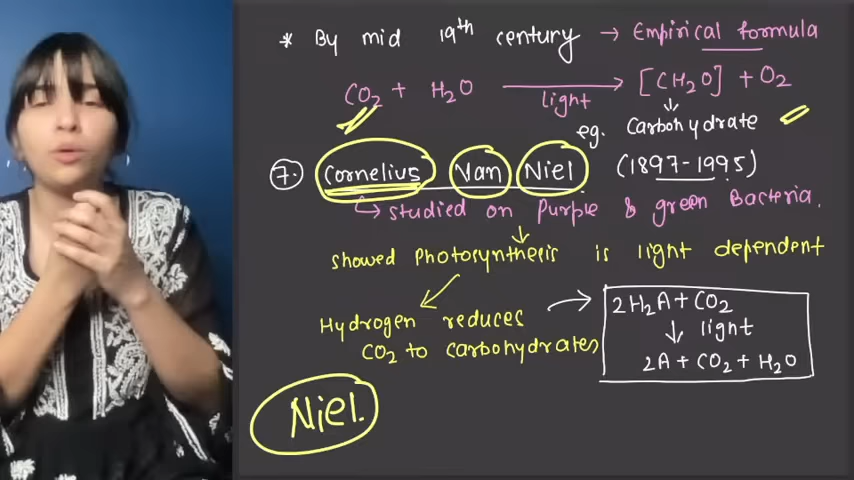 * By mid 19th century → Empirical formula
CO2 + H2O → light [CH2O] + O2
eg. Carbohydrate
7. Cornelius Van Niel (1897-1995)
↳ studied on Purple & green Bacteria.
showed Photosynthesis is light dependent
Hydrogen reduces
CO2 to carbohydrates
2H2A + CO2
↓ light
2A + CO2 + H2O
Niel.